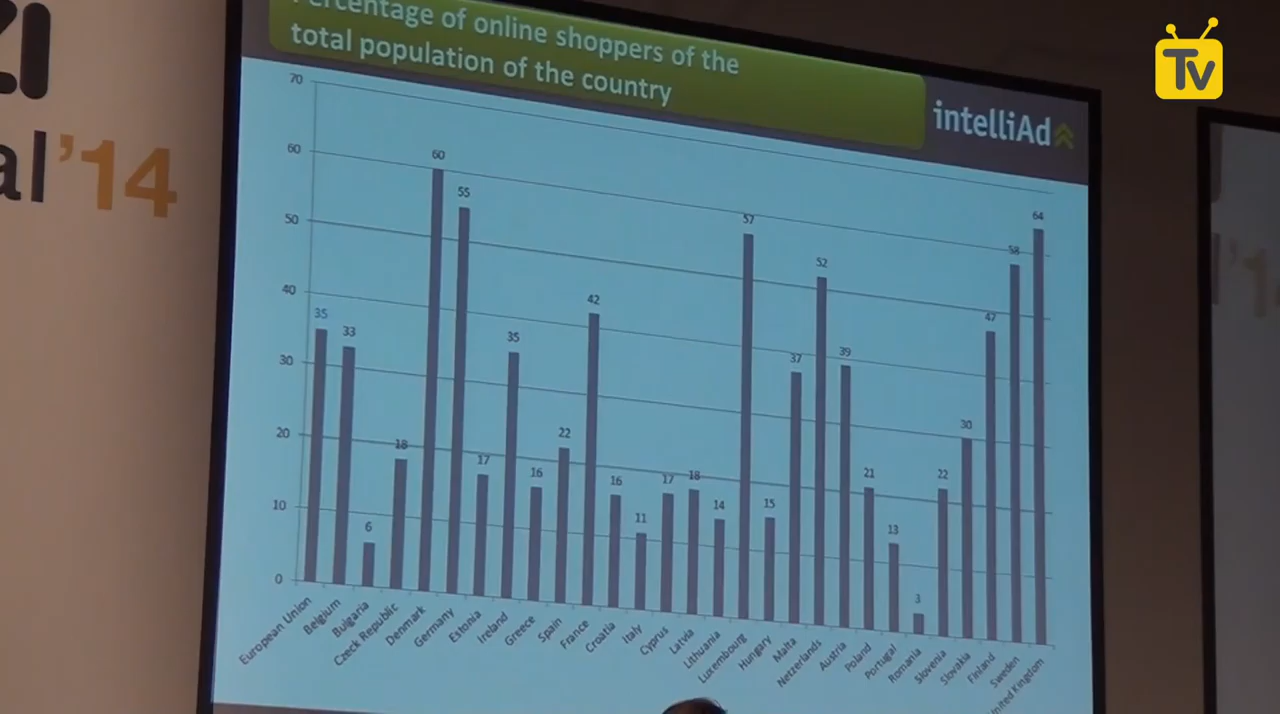 al'14
Percentage of online shoppers of the
total population of the country
intelliAd
Tv
70
60
50
40
30
20
10
0
35
33
6
18
60
55
17
35
16
22
42
16
11
17
18
14
57
15
37
52
39
21
13
3
22
30
47
58
64
European Union
Belgium
Bulgaria
Czeck Republic
Denmark
Germany
Estonia
Ireland
Greece
Spain
France
Croatia
Italy
Cyprus
Latvia
Lithuania
Luxembourg
Hungary
Malta
Netzerlands
Austria
Poland
Portugal
Romania
Slovenia
Slovakia
Finland
Sweden
United Kingdom